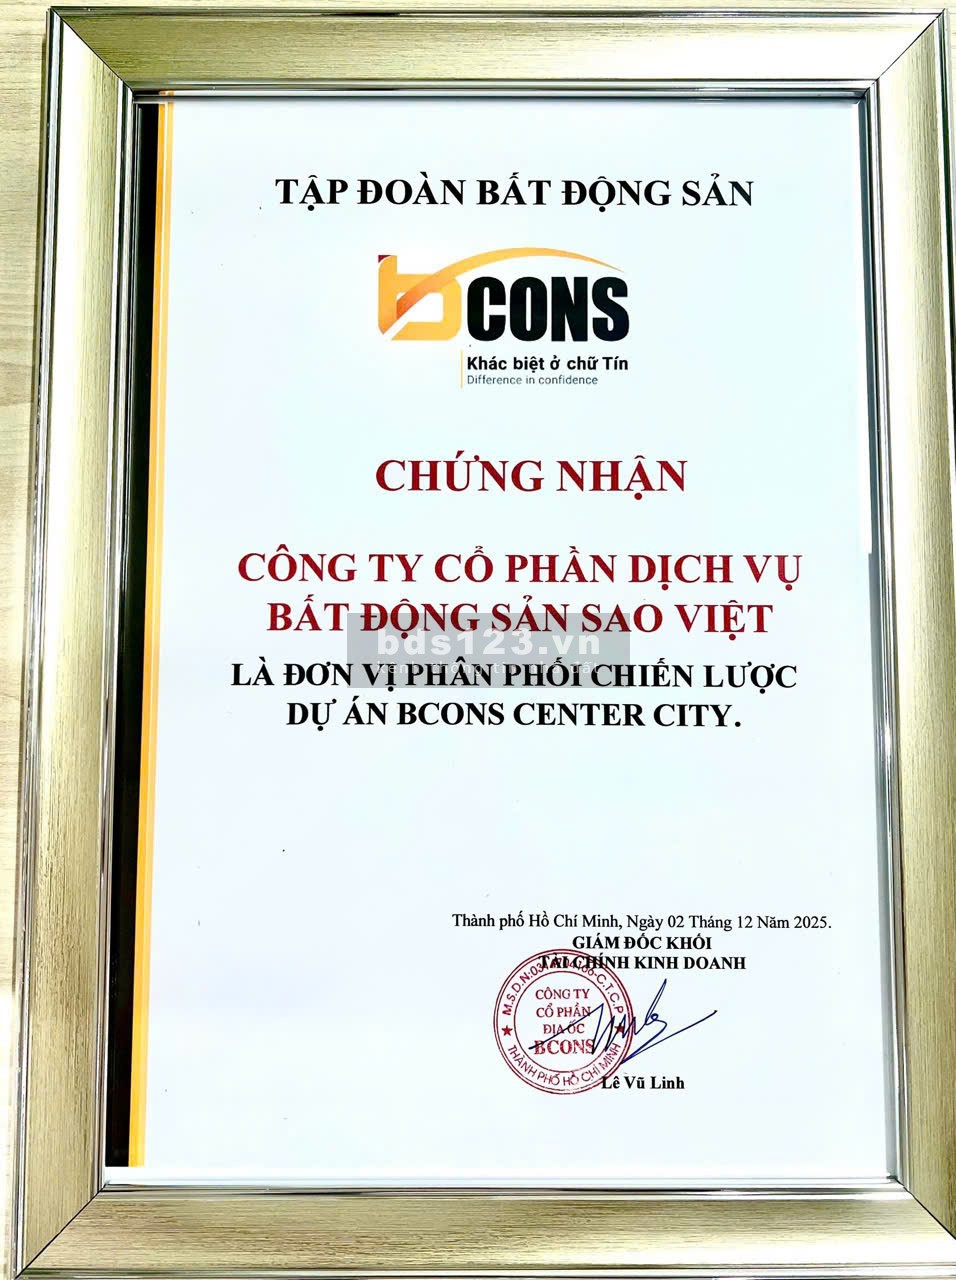 TẬP ĐOÀN BẤT ĐỘNG SẢN
bCONS
Khác biệt ở chữ Tín
Difference in confidence
CHỨNG NHẬN
CÔNG TY CỔ PHẦN DỊCH VỤ
BẤT ĐỘNG SẢN SAO VIỆT
bds123.vn
LÀ ĐƠN VỊ PHÂN PHỐI CHIẾN LƯỢC
DỰ ÁN BCONS CENTER CITY.
Thành phố Hồ Chí Minh, Ngày 02 Tháng 12 Năm 2025.
GIÁM ĐỐC KHỐI
TÀI CHÍNH KINH DOANH
M.S.D.N: C.T.C.P
CÔNG TY
CỔ PHẦN
ĐỊA ỐC
BCONS
THÀNH PHỐ HỒ CHÍ MINH
Lê Vũ Linh